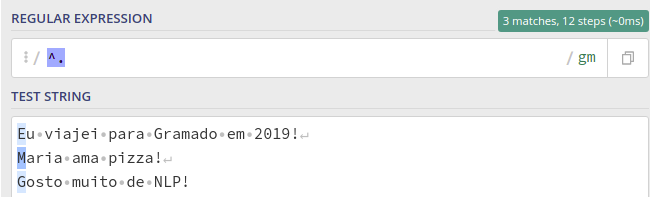 REGULAR EXPRESSION 3 matches, 12 steps (~0ms)
/ ^. / gm
TEST STRING
Eu·viajei·para·Gramado·em·2019!↵
Maria·ama·pizza!↵
Gosto·muito·de·NLP!